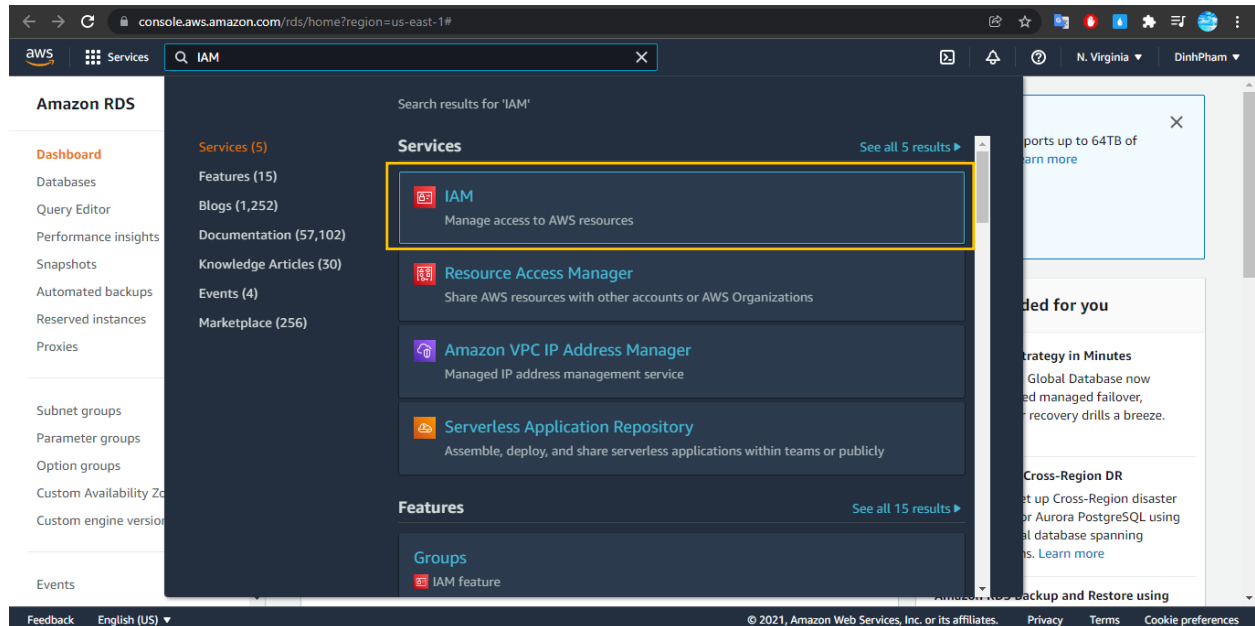 console.aws.amazon.com/rds/home?region=us-east-1#
aws
Services
IAM
N. Virginia
DinhPham
Amazon RDS
Dashboard
Databases
Query Editor
Performance insights
Snapshots
Automated backups
Reserved instances
Proxies
Subnet groups
Parameter groups
Option groups
Custom Availability Zo
Custom engine version
Events
Search results for 'IAM'
Services (5)
Features (15)
Blogs (1,252)
Documentation (57,102)
Knowledge Articles (30)
Events (4)
Marketplace (256)
Services
See all 5 results
IAM
Manage access to AWS resources
Resource Access Manager
Share AWS resources with other accounts or AWS Organizations
Amazon VPC IP Address Manager
Managed IP address management service
Serverless Application Repository
Assemble, deploy, and share serverless applications within teams or publicly
Features
See all 15 results
Groups
IAM feature
ports up to 64TB of
earn more
ded for you
trategy in Minutes
Global Database now
ed managed failover,
r recovery drills a breeze.
Cross-Region DR
et up Cross-Region disaster
or Aurora PostgreSQL using
al database spanning
ns. Learn more
Amazon RDS Backup and Restore using
Feedback
English (US)
© 2021, Amazon Web Services, Inc. or its affiliates.
Privacy
Terms
Cookie preferences